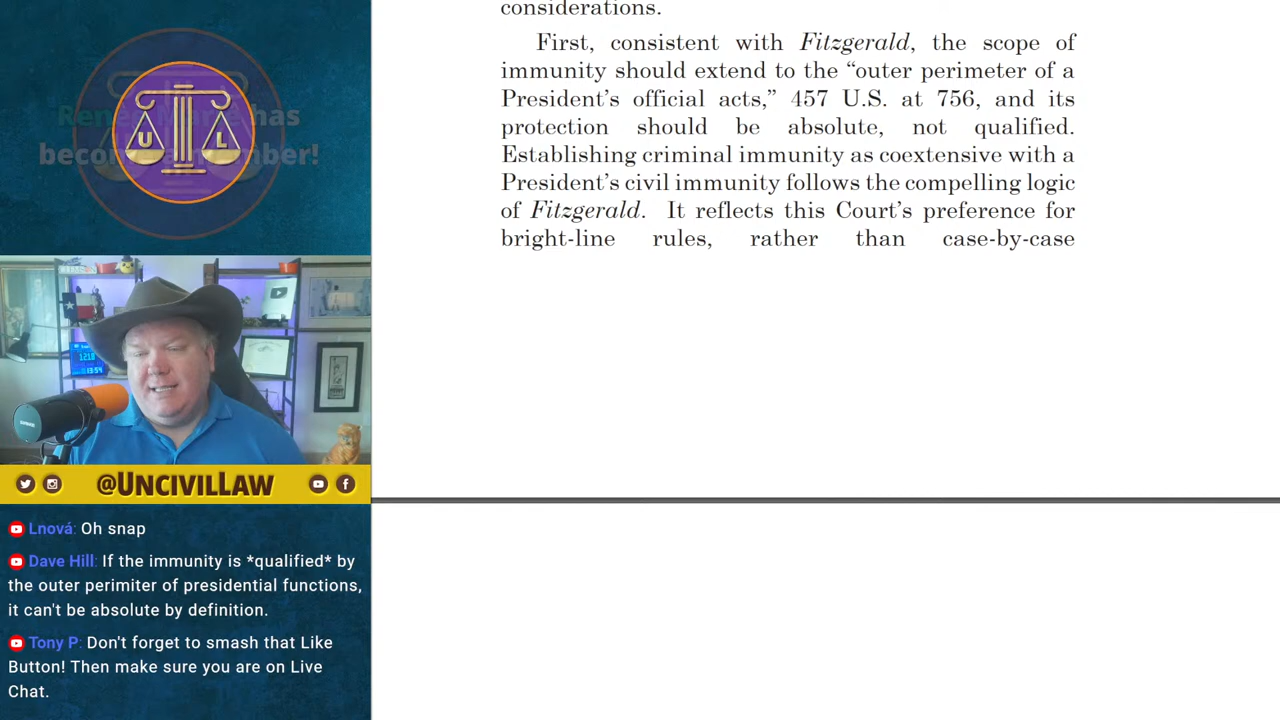 considerations.
First, consistent with Fitzgerald, the scope of
immunity should extend to the “outer perimeter of a
President’s official acts,” 457 U.S. at 756, and its
protection should be absolute, not qualified.
Establishing criminal immunity as coextensive with a
President’s civil immunity follows the compelling logic
of Fitzgerald. It reflects this Court’s preference for
bright-line rules, rather than case-by-case
U L
@UNCIVILLAW
Lnová: Oh snap
Dave Hill: If the immunity is *qualified* by
the outer perimiter of presidential functions,
it can't be absolute by definition.
Tony P: Don't forget to smash that Like
Button! Then make sure you are on Live
Chat.